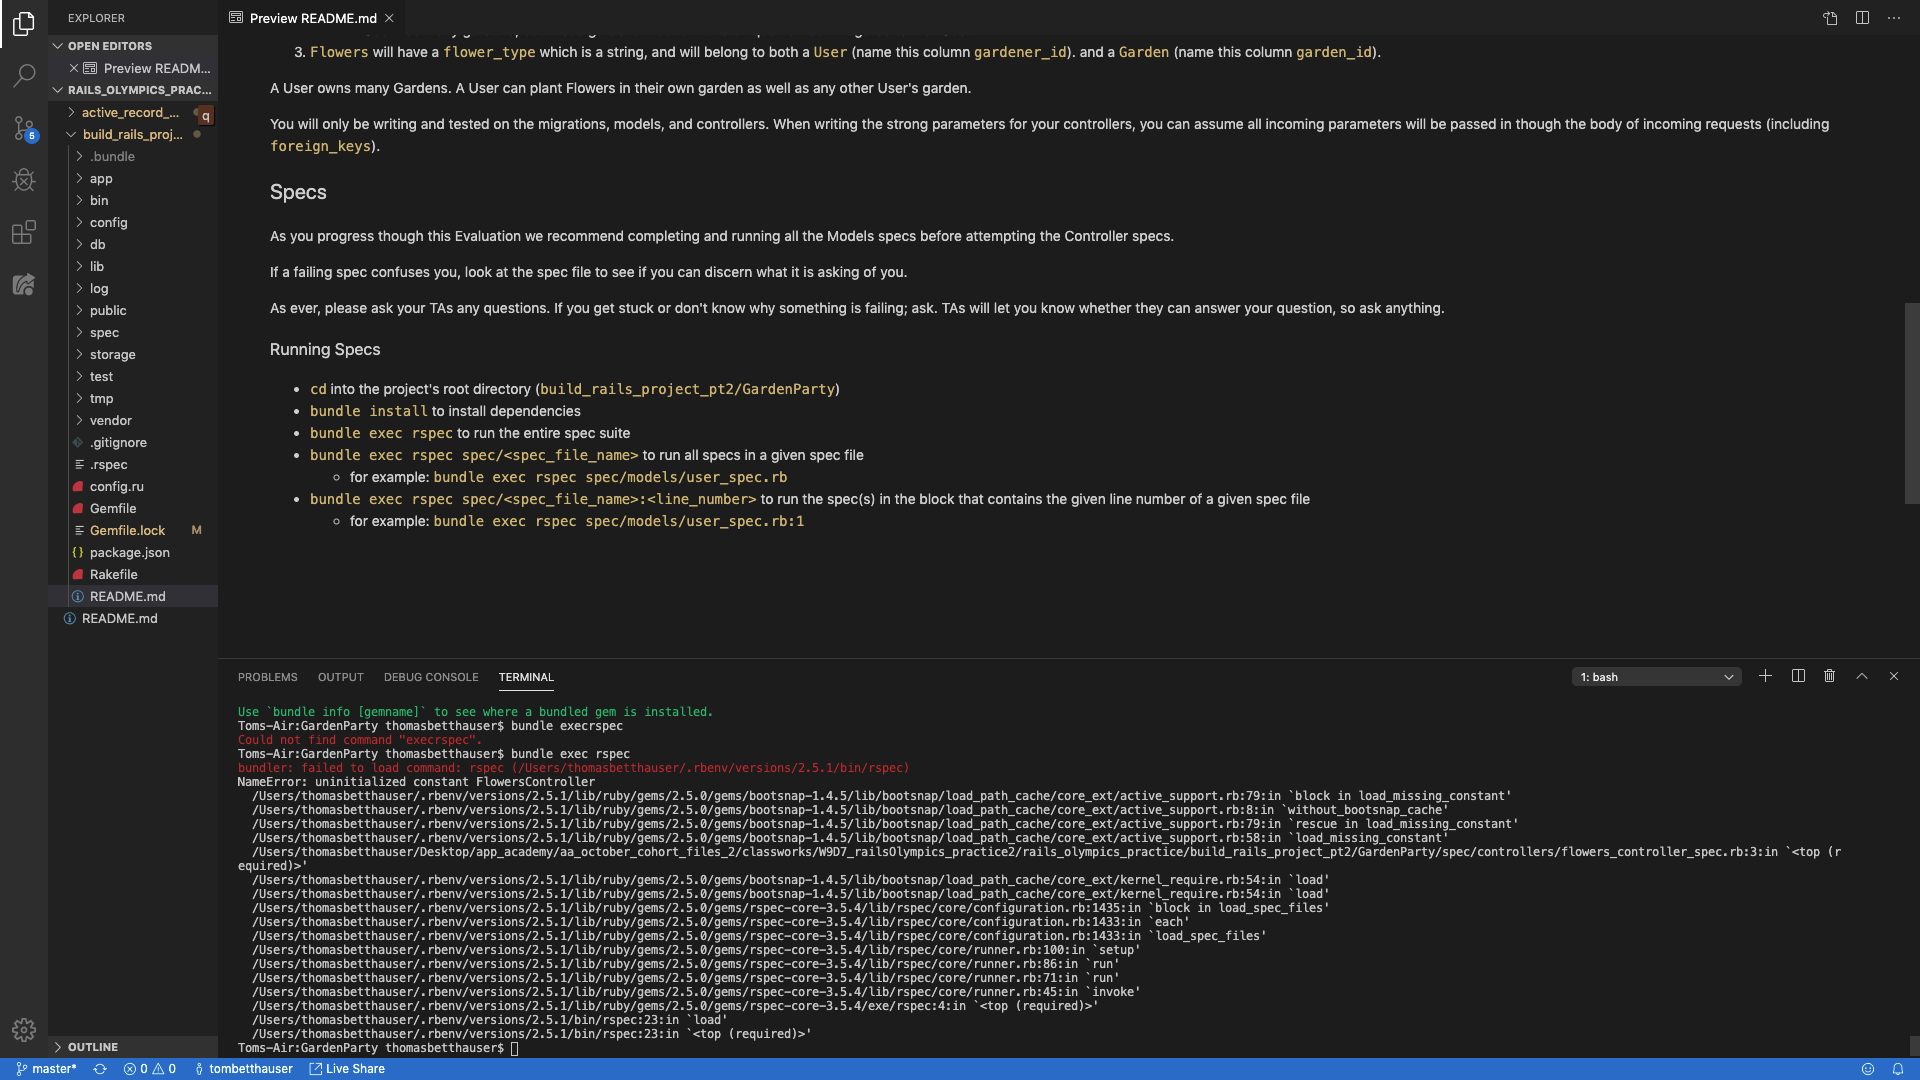 EXPLORER
OPEN EDITORS
Preview READM...
RAILS_OLYMPICS_PRAC...
active_record_...
q
build_rails_proj...
.bundle
app
bin
config
db
lib
log
public
spec
storage
test
tmp
vendor
.gitignore
.rspec
config.ru
Gemfile
Gemfile.lock M
package.json
Rakefile
README.md
README.md
OUTLINE
5
Preview README.md
3. Flowers will have a flower_type which is a string, and will belong to both a User (name this column gardener_id). and a Garden (name this column garden_id).
A User owns many Gardens. A User can plant Flowers in their own garden as well as any other User's garden.
You will only be writing and tested on the migrations, models, and controllers. When writing the strong parameters for your controllers, you can assume all incoming parameters will be passed in though the body of incoming requests (including
foreign_keys).
Specs
As you progress though this Evaluation we recommend completing and running all the Models specs before attempting the Controller specs.
If a failing spec confuses you, look at the spec file to see if you can discern what it is asking of you.
As ever, please ask your TAs any questions. If you get stuck or don't know why something is failing; ask. TAs will let you know whether they can answer your question, so ask anything.
Running Specs
• cd into the project's root directory (build_rails_project_pt2/GardenParty)
• bundle install to install dependencies
• bundle exec rspec to run the entire spec suite
• bundle exec rspec spec/<spec_file_name> to run all specs in a given spec file
◦ for example: bundle exec rspec spec/models/user_spec.rb
• bundle exec rspec spec/<spec_file_name>:<line_number> to run the spec(s) in the block that contains the given line number of a given spec file
◦ for example: bundle exec rspec spec/models/user_spec.rb:1
PROBLEMS OUTPUT DEBUG CONSOLE TERMINAL 1: bash
Use `bundle info [gemname]` to see where a bundled gem is installed.
Toms-Air:GardenParty thomasbetthauser$ bundle execrspec
Could not find command "execrspec".
Toms-Air:GardenParty thomasbetthauser$ bundle exec rspec
bundler: failed to load command: rspec (/Users/thomasbetthauser/.rbenv/versions/2.5.1/bin/rspec)
NameError: uninitialized constant FlowersController
/Users/thomasbetthauser/.rbenv/versions/2.5.1/lib/ruby/gems/2.5.0/gems/bootsnap-1.4.5/lib/bootsnap/load_path_cache/core_ext/active_support.rb:79:in `block in load_missing_constant'
/Users/thomasbetthauser/.rbenv/versions/2.5.1/lib/ruby/gems/2.5.0/gems/bootsnap-1.4.5/lib/bootsnap/load_path_cache/core_ext/active_support.rb:8:in `without_bootsnap_cache'
/Users/thomasbetthauser/.rbenv/versions/2.5.1/lib/ruby/gems/2.5.0/gems/bootsnap-1.4.5/lib/bootsnap/load_path_cache/core_ext/active_support.rb:79:in `rescue in load_missing_constant'
/Users/thomasbetthauser/.rbenv/versions/2.5.1/lib/ruby/gems/2.5.0/gems/bootsnap-1.4.5/lib/bootsnap/load_path_cache/core_ext/active_support.rb:58:in `load_missing_constant'
/Users/thomasbetthauser/Desktop/app_academy/aa_october_cohort_files_2/classworks/W9D7_railsOlympics_practice2/rails_olympics_practice/build_rails_project_pt2/GardenParty/spec/controllers/flowers_controller_spec.rb:3:in `<top (r
equired)>'
/Users/thomasbetthauser/.rbenv/versions/2.5.1/lib/ruby/gems/2.5.0/gems/bootsnap-1.4.5/lib/bootsnap/load_path_cache/core_ext/kernel_require.rb:54:in `load'
/Users/thomasbetthauser/.rbenv/versions/2.5.1/lib/ruby/gems/2.5.0/gems/bootsnap-1.4.5/lib/bootsnap/load_path_cache/core_ext/kernel_require.rb:54:in `load'
/Users/thomasbetthauser/.rbenv/versions/2.5.1/lib/ruby/gems/2.5.0/gems/rspec-core-3.5.4/lib/rspec/core/configuration.rb:1435:in `block in load_spec_files'
/Users/thomasbetthauser/.rbenv/versions/2.5.1/lib/ruby/gems/2.5.0/gems/rspec-core-3.5.4/lib/rspec/core/configuration.rb:1433:in `each'
/Users/thomasbetthauser/.rbenv/versions/2.5.1/lib/ruby/gems/2.5.0/gems/rspec-core-3.5.4/lib/rspec/core/configuration.rb:1433:in `load_spec_files'
/Users/thomasbetthauser/.rbenv/versions/2.5.1/lib/ruby/gems/2.5.0/gems/rspec-core-3.5.4/lib/rspec/core/runner.rb:100:in `setup'
/Users/thomasbetthauser/.rbenv/versions/2.5.1/lib/ruby/gems/2.5.0/gems/rspec-core-3.5.4/lib/rspec/core/runner.rb:86:in `run'
/Users/thomasbetthauser/.rbenv/versions/2.5.1/lib/ruby/gems/2.5.0/gems/rspec-core-3.5.4/lib/rspec/core/runner.rb:71:in `run'
/Users/thomasbetthauser/.rbenv/versions/2.5.1/lib/ruby/gems/2.5.0/gems/rspec-core-3.5.4/lib/rspec/core/runner.rb:45:in `invoke'
/Users/thomasbetthauser/.rbenv/versions/2.5.1/lib/ruby/gems/2.5.0/gems/rspec-core-3.5.4/exe/rspec:4:in `<top (required)>'
/Users/thomasbetthauser/.rbenv/versions/2.5.1/bin/rspec:23:in `load'
/Users/thomasbetthauser/.rbenv/versions/2.5.1/bin/rspec:23:in `<top (required)>'
Toms-Air:GardenParty thomasbetthauser$
master* 0 0 tombetthauser Live Share